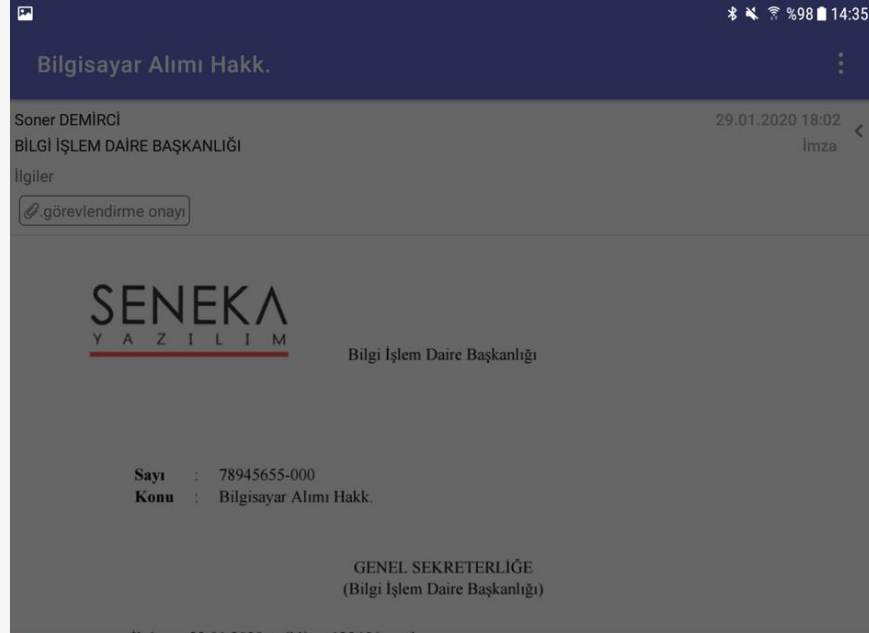 %98 14:35
Bilgisayar Alımı Hakk.
Soner DEMİRCİ
29.01.2020 18:02
BİLGİ İŞLEM DAİRE BAŞKANLIĞI
İmza
İlgiler
.görevlendirme onayı
SENEKA
YAZILIM
Bilgi İşlem Daire Başkanlığı
Sayı : 78945655-000
Konu : Bilgisayar Alımı Hakk.
GENEL SEKRETERLİĞE
(Bilgi İşlem Daire Başkanlığı)